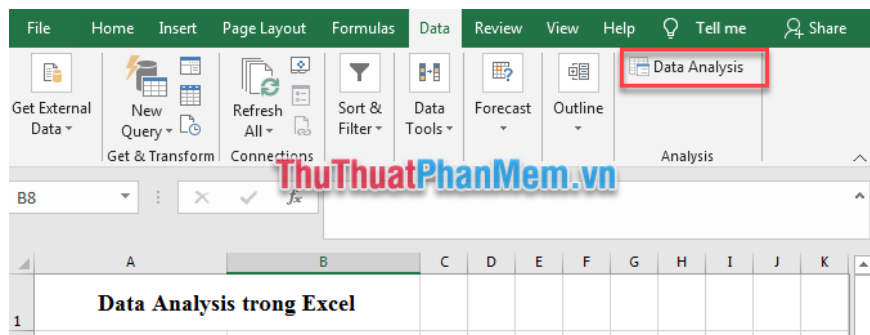 File Home Insert Page Layout Formulas Data Review View Help Tell me Share
Get External Data
New Query
Refresh All
Sort & Filter
Data Tools
Forecast
Outline
Data Analysis
Get & Transform Connections Analysis
ThuThuatPhanMem.vn
B8 fx
A B C D E F G H I J K
1 Data Analysis trong Excel